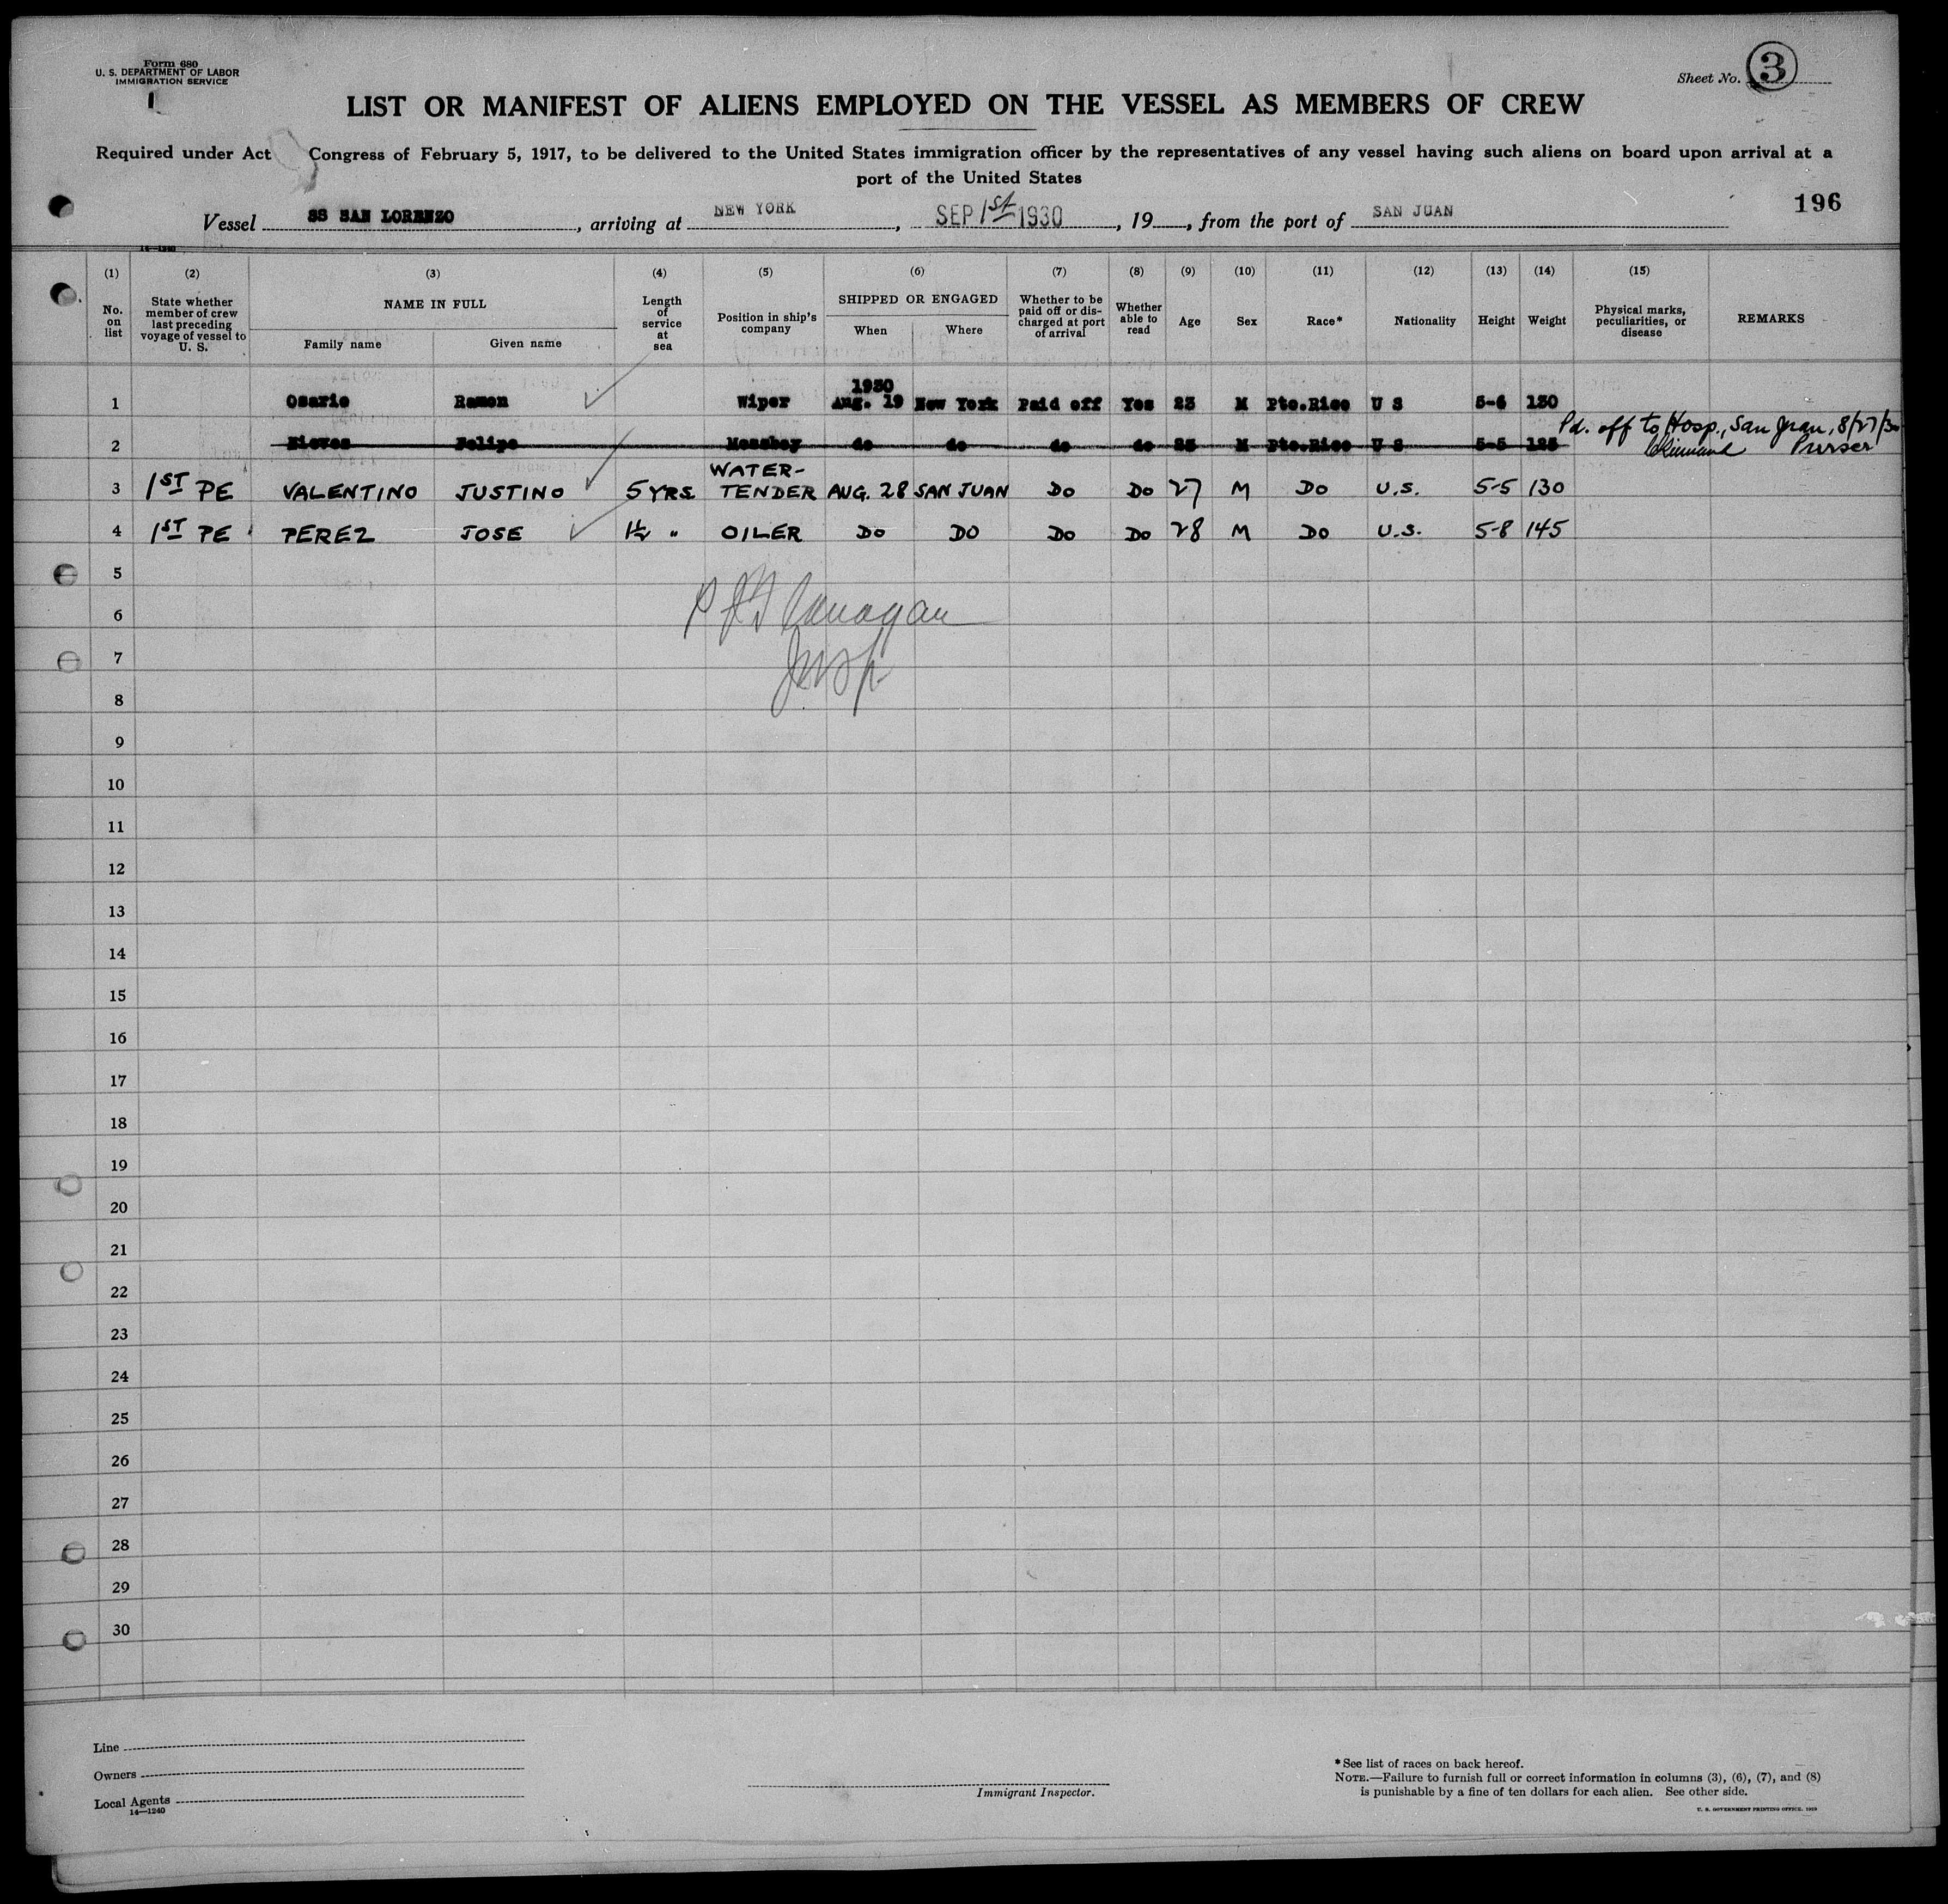 Form 680
U. S. DEPARTMENT OF LABOR
IMMIGRATION SERVICE
Sheet No. 3
LIST OR MANIFEST OF ALIENS EMPLOYED ON THE VESSEL AS MEMBERS OF CREW
Required under Act Congress of February 5, 1917, to be delivered to the United States immigration officer by the representatives of any vessel having such aliens on board upon arrival at a
port of the United States
196
Vessel SS SAN LORENZO, arriving at NEW YORK, SEP 1st 1930, 19, from the port of SAN JUAN
14—1240
(1) (2) (3) (4) (5) (6) (7) (8) (9) (10) (11) (12) (13) (14) (15)
No. on list
State whether member of crew last preceding voyage of vessel to U. S.
NAME IN FULL
Family name Given name
Length of service at sea
Position in ship's company
SHIPPED OR ENGAGED
When Where
Whether to be paid off or discharged at port of arrival
Whether able to read
Age Sex Race* Nationality Height Weight
Physical marks, peculiarities, or disease
REMARKS
1930
1 Osario Ramon Wiper Aug. 19 New York Paid off Yes 23 M Pto.Rico U S 5-6 130
Pd. off to Hosp., San Juan, 8/27/30
2 Nieves Felipe Messboy do do do do 25 M Pto.Rico U S 5-5 125 Purser
WATER-
3 1ST PE VALENTINO JUSTINO 5 YRS. TENDER AUG. 28 SAN JUAN DO DO 27 M DO U.S. 5-5 130
4 1ST PE PEREZ JOSE 1½ " OILER DO DO DO DO 28 M DO U.S. 5-8 145
5
6 Flanagan
7 Insp
8
9
10
11
12
13
14
15
16
17
18
19
20
21
22
23
24
25
26
27
28
29
30
Line
Owners
Local Agents
14—1240
Immigrant Inspector.
* See list of races on back hereof.
NOTE.—Failure to furnish full or correct information in columns (3), (6), (7), and (8)
is punishable by a fine of ten dollars for each alien. See other side.
U. S. GOVERNMENT PRINTING OFFICE. 1929